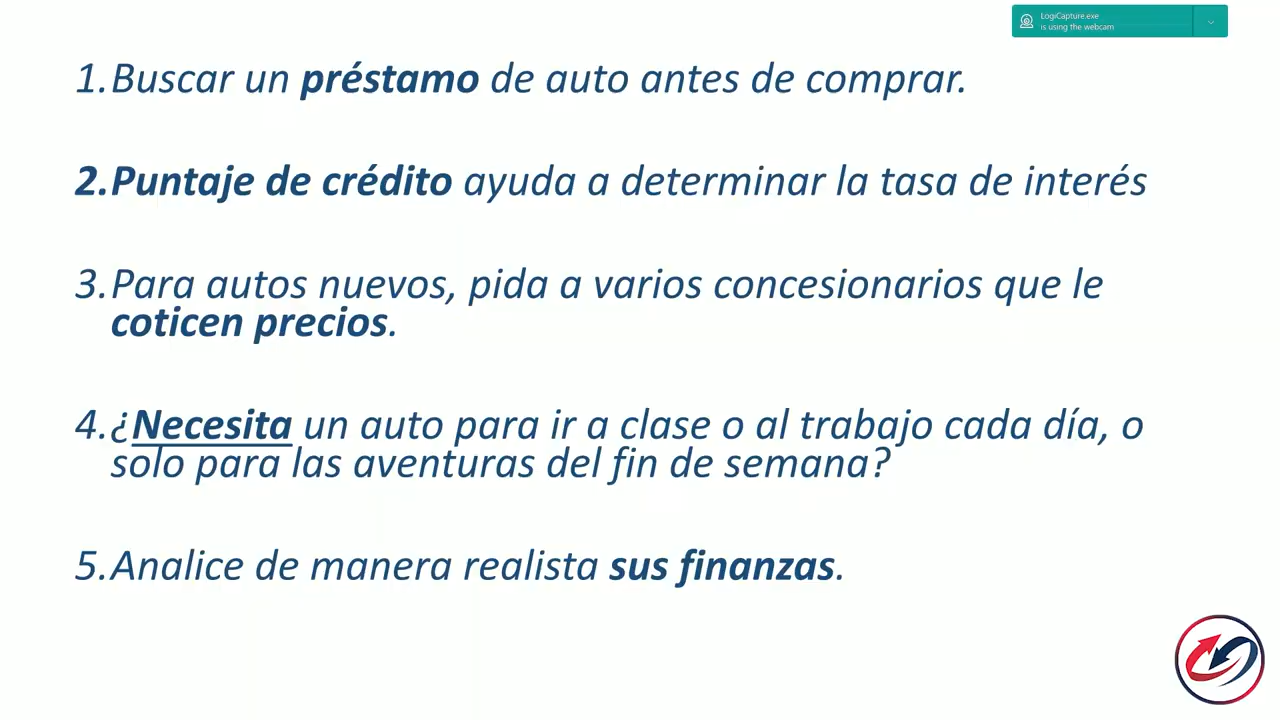 LogiCapture.exe
is using the webcam
1. Buscar un préstamo de auto antes de comprar.
2. Puntaje de crédito ayuda a determinar la tasa de interés
3. Para autos nuevos, pida a varios concesionarios que le
coticen precios.
4. ¿Necesita un auto para ir a clase o al trabajo cada día, o
solo para las aventuras del fin de semana?
5. Analice de manera realista sus finanzas.